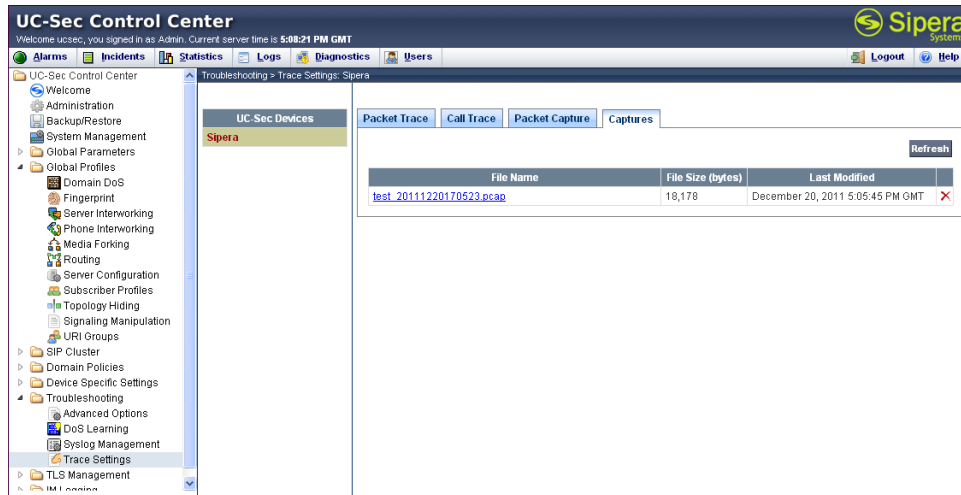 UC-Sec Control Center
Welcome ucsec, you signed in as Admin. Current server time is 5:08:21 PM GMT
Sipera
Systems
Alarms Incidents Statistics Logs Diagnostics Users Logout Help
UC-Sec Control Center
Welcome
Administration
Backup/Restore
System Management
Global Parameters
Global Profiles
Domain DoS
Fingerprint
Server Interworking
Phone Interworking
Media Forking
Routing
Server Configuration
Subscriber Profiles
Topology Hiding
Signaling Manipulation
URI Groups
SIP Cluster
Domain Policies
Device Specific Settings
Troubleshooting
Advanced Options
DoS Learning
Syslog Management
Trace Settings
TLS Management
IM Logging
Troubleshooting > Trace Settings: Sipera
UC-Sec Devices
Sipera
Packet Trace Call Trace Packet Capture Captures
Refresh
File Name File Size (bytes) Last Modified
test_20111220170523.pcap 18,178 December 20, 2011 5:05:45 PM GMT